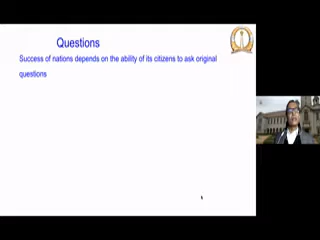 Questions
Success of nations depends on the ability of its citizens to ask original
questions